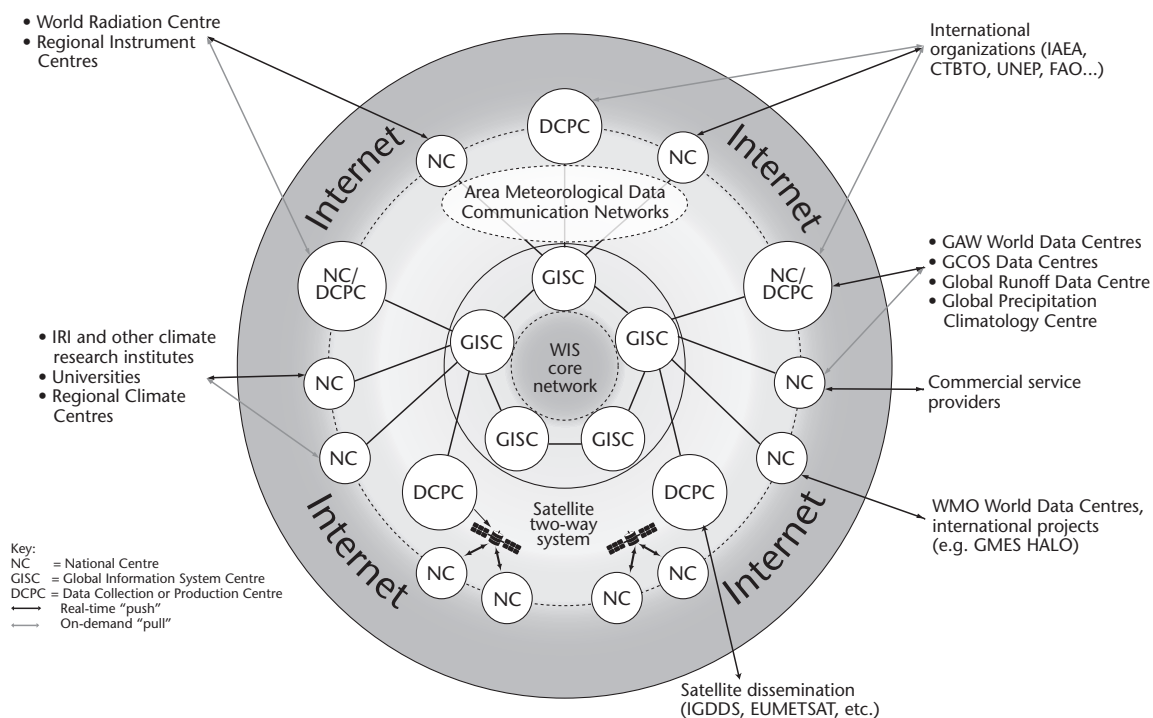 • World Radiation Centre
• Regional Instrument
Centres
International
organizations (IAEA,
CTBTO, UNEP, FAO...)
Internet
Internet
DCPC
NC
NC
Area Meteorological Data
Communication Networks
NC/
DCPC
GISC
NC/
DCPC
• GAW World Data Centres
• GCOS Data Centres
• Global Runoff Data Centre
• Global Precipitation
Climatology Centre
GISC
GISC
WIS
core
network
• IRI and other climate
research institutes
• Universities
• Regional Climate
Centres
NC
NC
Commercial service
providers
GISC
GISC
NC
NC
DCPC
DCPC
Satellite
two-way
system
WMO World Data Centres,
international projects
(e.g. GMES HALO)
Internet
Internet
NC
NC
NC
NC
Key:
NC = National Centre
GISC = Global Information System Centre
DCPC = Data Collection or Production Centre
Real-time “push”
On-demand “pull”
Satellite dissemination
(IGDDS, EUMETSAT, etc.)